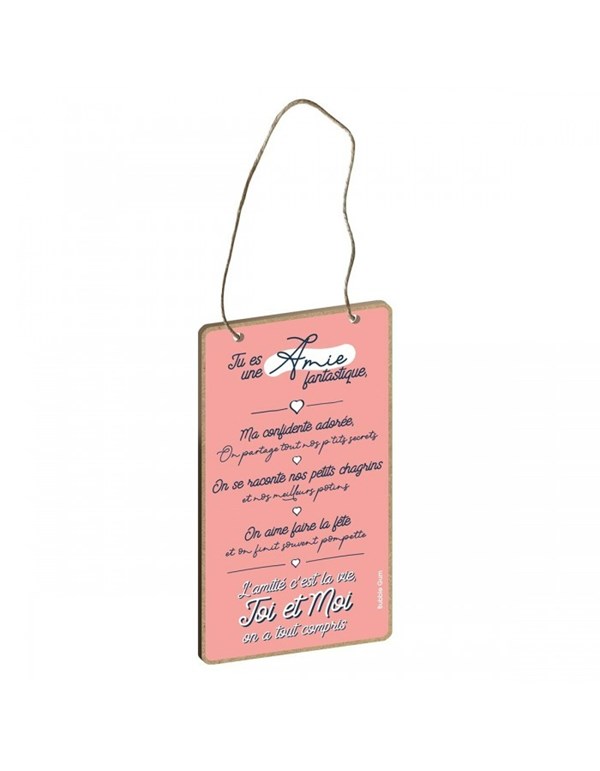 Tu es
une Amie
fantastique,
Ma confidente adorée,
On partage tout nos p'tits secrets
On se raconte nos petits chagrins
et nos meilleurs potins
On aime faire la fête
et on finit souvent pompette
L'amitié c'est la vie,
Toi et Moi
on a tout compris
Bubble Gum